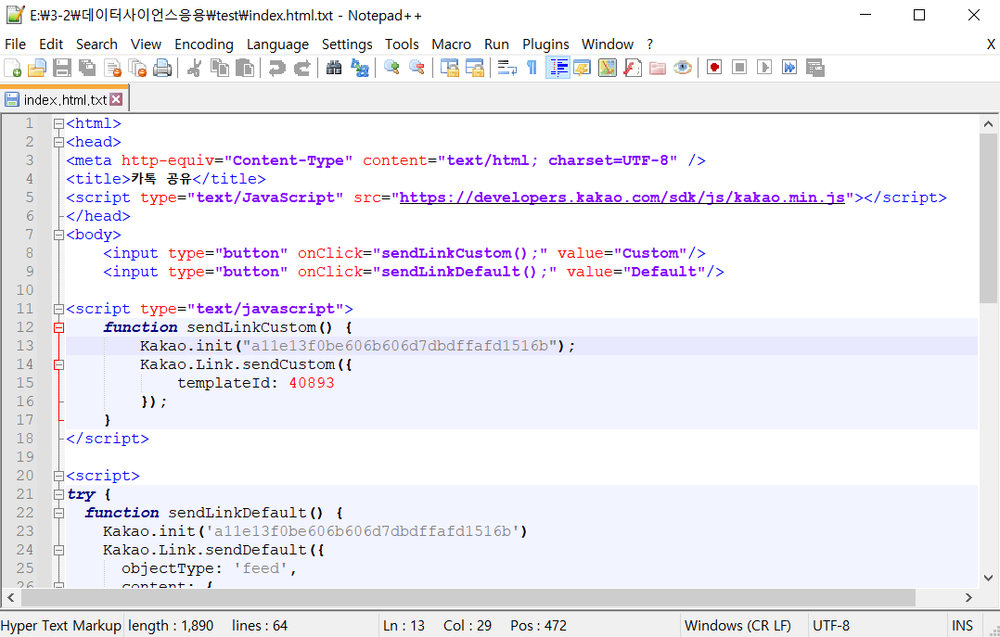 E:₩3-2₩데이터사이언스응용₩test₩index.html.txt - Notepad++
File Edit Search View Encoding Language Settings Tools Macro Run Plugins Window ? X
index.html.txt
1 <html>
2 <head>
3 <meta http-equiv="Content-Type" content="text/html; charset=UTF-8" />
4 <title>카톡 공유</title>
5 <script type="text/JavaScript" src="https://developers.kakao.com/sdk/js/kakao.min.js"></script>
6 </head>
7 <body>
8 <input type="button" onClick="sendLinkCustom();" value="Custom"/>
9 <input type="button" onClick="sendLinkDefault();" value="Default"/>
10
11 <script type="text/javascript">
12 function sendLinkCustom() {
13 Kakao.init("a11e13f0be606b606d7dbdffafd1516b");
14 Kakao.Link.sendCustom({
15 templateId: 40893
16 });
17 }
18 </script>
19
20 <script>
21 try {
22 function sendLinkDefault() {
23 Kakao.init('a11e13f0be606b606d7dbdffafd1516b')
24 Kakao.Link.sendDefault({
25 objectType: 'feed',
26 content: {
Hyper Text Markup length : 1,890 lines : 64 Ln : 13 Col : 29 Pos : 472 Windows (CR LF) UTF-8 INS